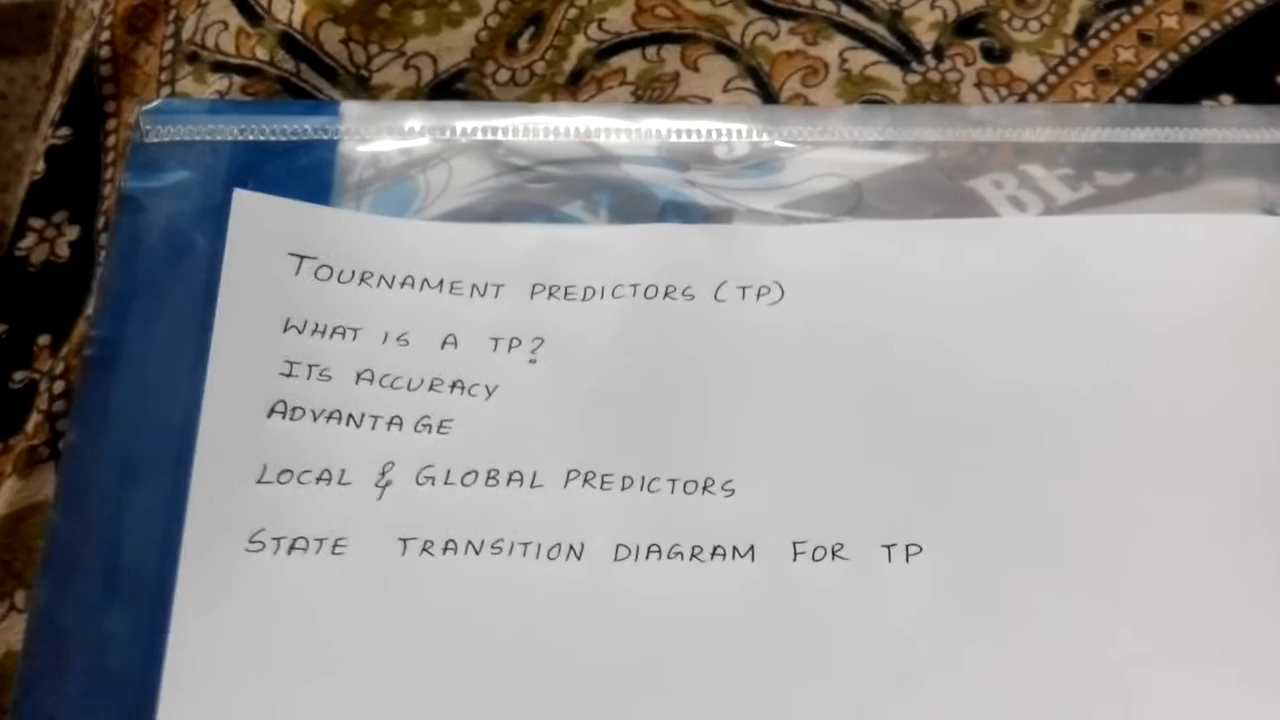 TOURNAMENT PREDICTORS (TP)
WHAT IS A TP?
ITS ACCURACY
ADVANTAGE
LOCAL & GLOBAL PREDICTORS
STATE TRANSITION DIAGRAM FOR TP